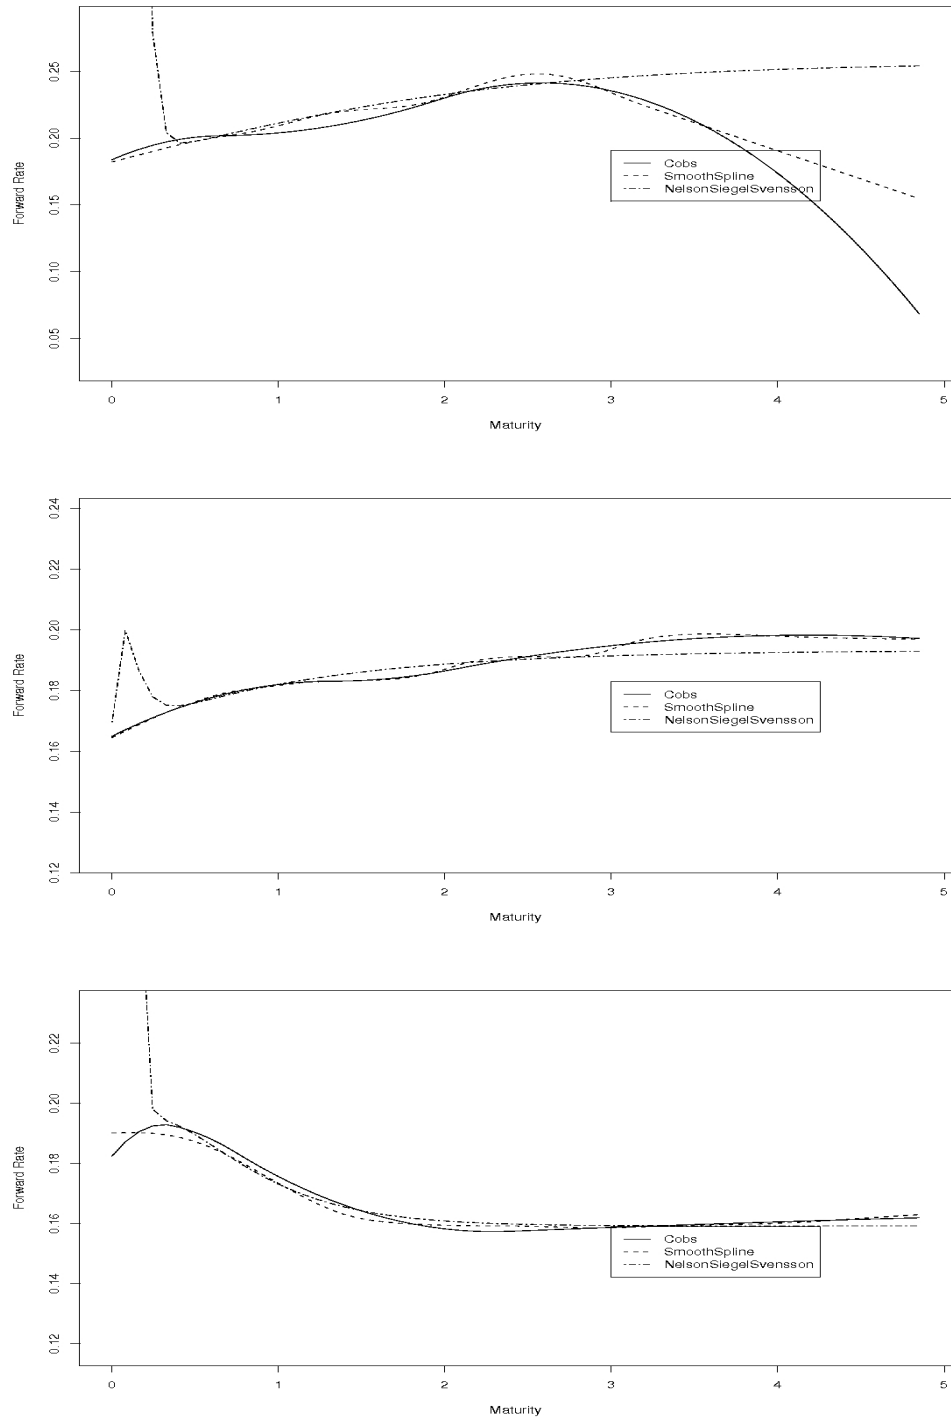 0.25
0.20
0.15
0.10
0.05
Forward Rate
Cobs
SmoothSpline
NelsonSiegelSvensson
0 1 2 3 4 5
Maturity
0.24
0.22
0.20
0.18
0.16
0.14
0.12
Forward Rate
Cobs
SmoothSpline
NelsonSiegelSvensson
0 1 2 3 4 5
Maturity
0.22
0.20
0.18
0.16
0.14
0.12
Forward Rate
Cobs
SmoothSpline
NelsonSiegelSvensson
0 1 2 3 4 5
Maturity